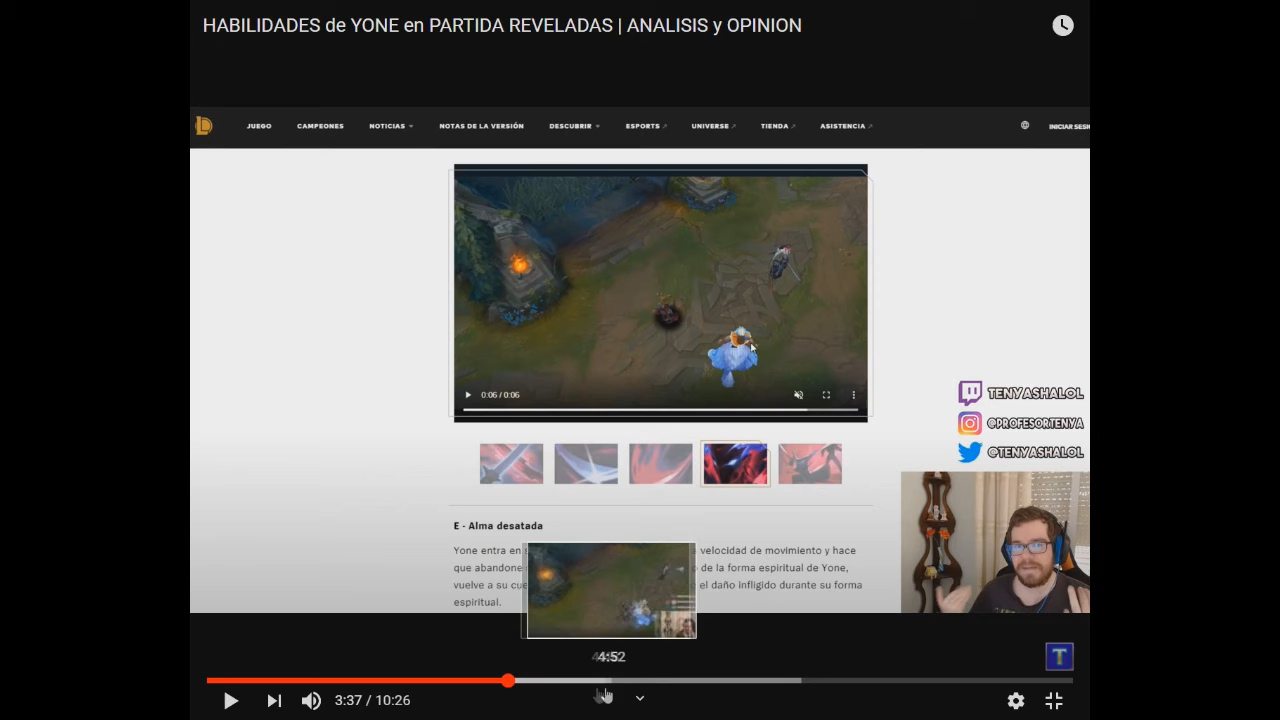 HABILIDADES de YONE en PARTIDA REVELADAS | ANALISIS y OPINION
JUEGO CAMPEONES NOTICIAS NOTAS DE LA VERSIÓN DESCUBRIR ESPORTS UNIVERSE TIENDA ASISTENCIA INICIAR SESI
0:06 / 0:06
TENYASHALOL
@PROFESORTENYA
@TENYASHALOL
E - Alma desatada
Yone entra en velocidad de movimiento y hace
que abandone de la forma espiritual de Yone,
vuelve a su cue el daño infligido durante su forma
espiritual.
4:52
T
3:37 / 10:26